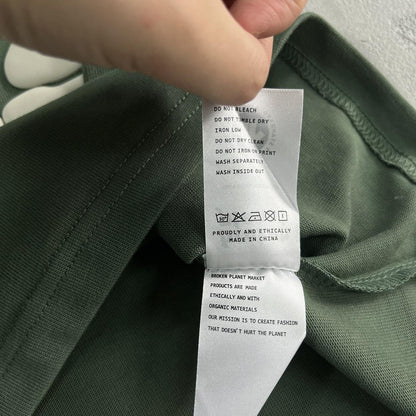 DO NOT BLEACH
DO NOT TUMBLE DRY
IRON LOW
DO NOT DRY CLEAN
DO NOT IRON ON PRINT
WASH SEPARATELY
WASH INSIDE OUT
PROUDLY AND ETHICALLY
MADE IN CHINA
BROKEN PLANET MARKET
PRODUCTS ARE MADE
ETHICALLY AND WITH
ORGANIC MATERIALS
OUR MISSION IS TO CREATE FASHION
THAT DOESN'T HURT THE PLANET